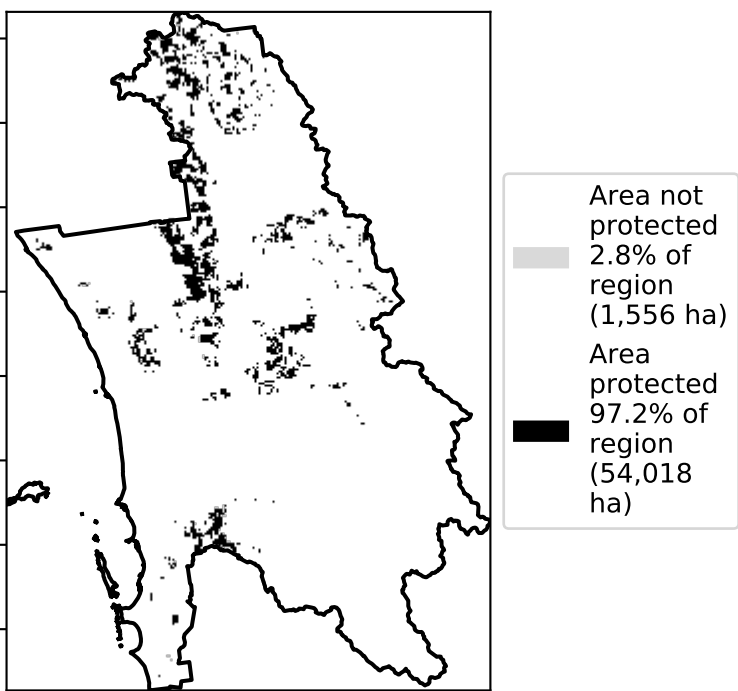 Area not
protected
2.8% of
region
(1,556 ha)
Area
protected
97.2% of
region
(54,018
ha)